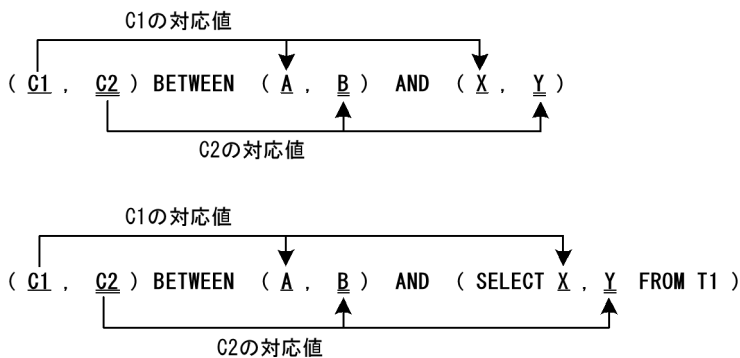 C1の対応値
( C1 , C2 ) BETWEEN ( A , B ) AND ( X , Y )
C2の対応値
C1の対応値
( C1 , C2 ) BETWEEN ( A , B ) AND ( SELECT X , Y FROM T1 )
C2の対応値